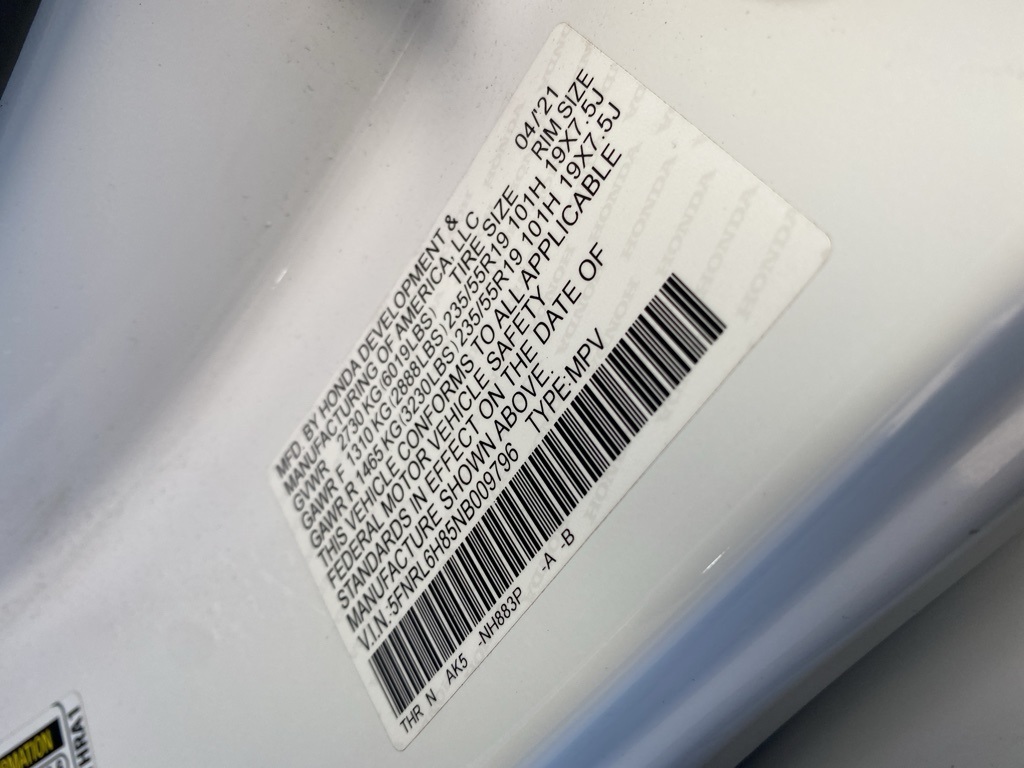 MFD. BY HONDA DEVELOPMENT &
MANUFACTURING OF AMERICA, LLC 04/'21
GVWR 2730 KG(6019LBS) TIRE SIZE RIM SIZE
GAWR F 1310 KG(2888LBS)235/55R19 101H 19X7.5J
GAWR R 1465 KG(3230LBS)235/55R19 101H 19X7.5J
THIS VEHICLE CONFORMS TO ALL APPLICABLE
FEDERAL MOTOR VEHICLE SAFETY
STANDARDS IN EFFECT ON THE DATE OF
MANUFACTURE SHOWN ABOVE.
V.I.N:5FNRL6H85NB009796 TYPE:MPV
THR N AK5 -NH883P -A -B